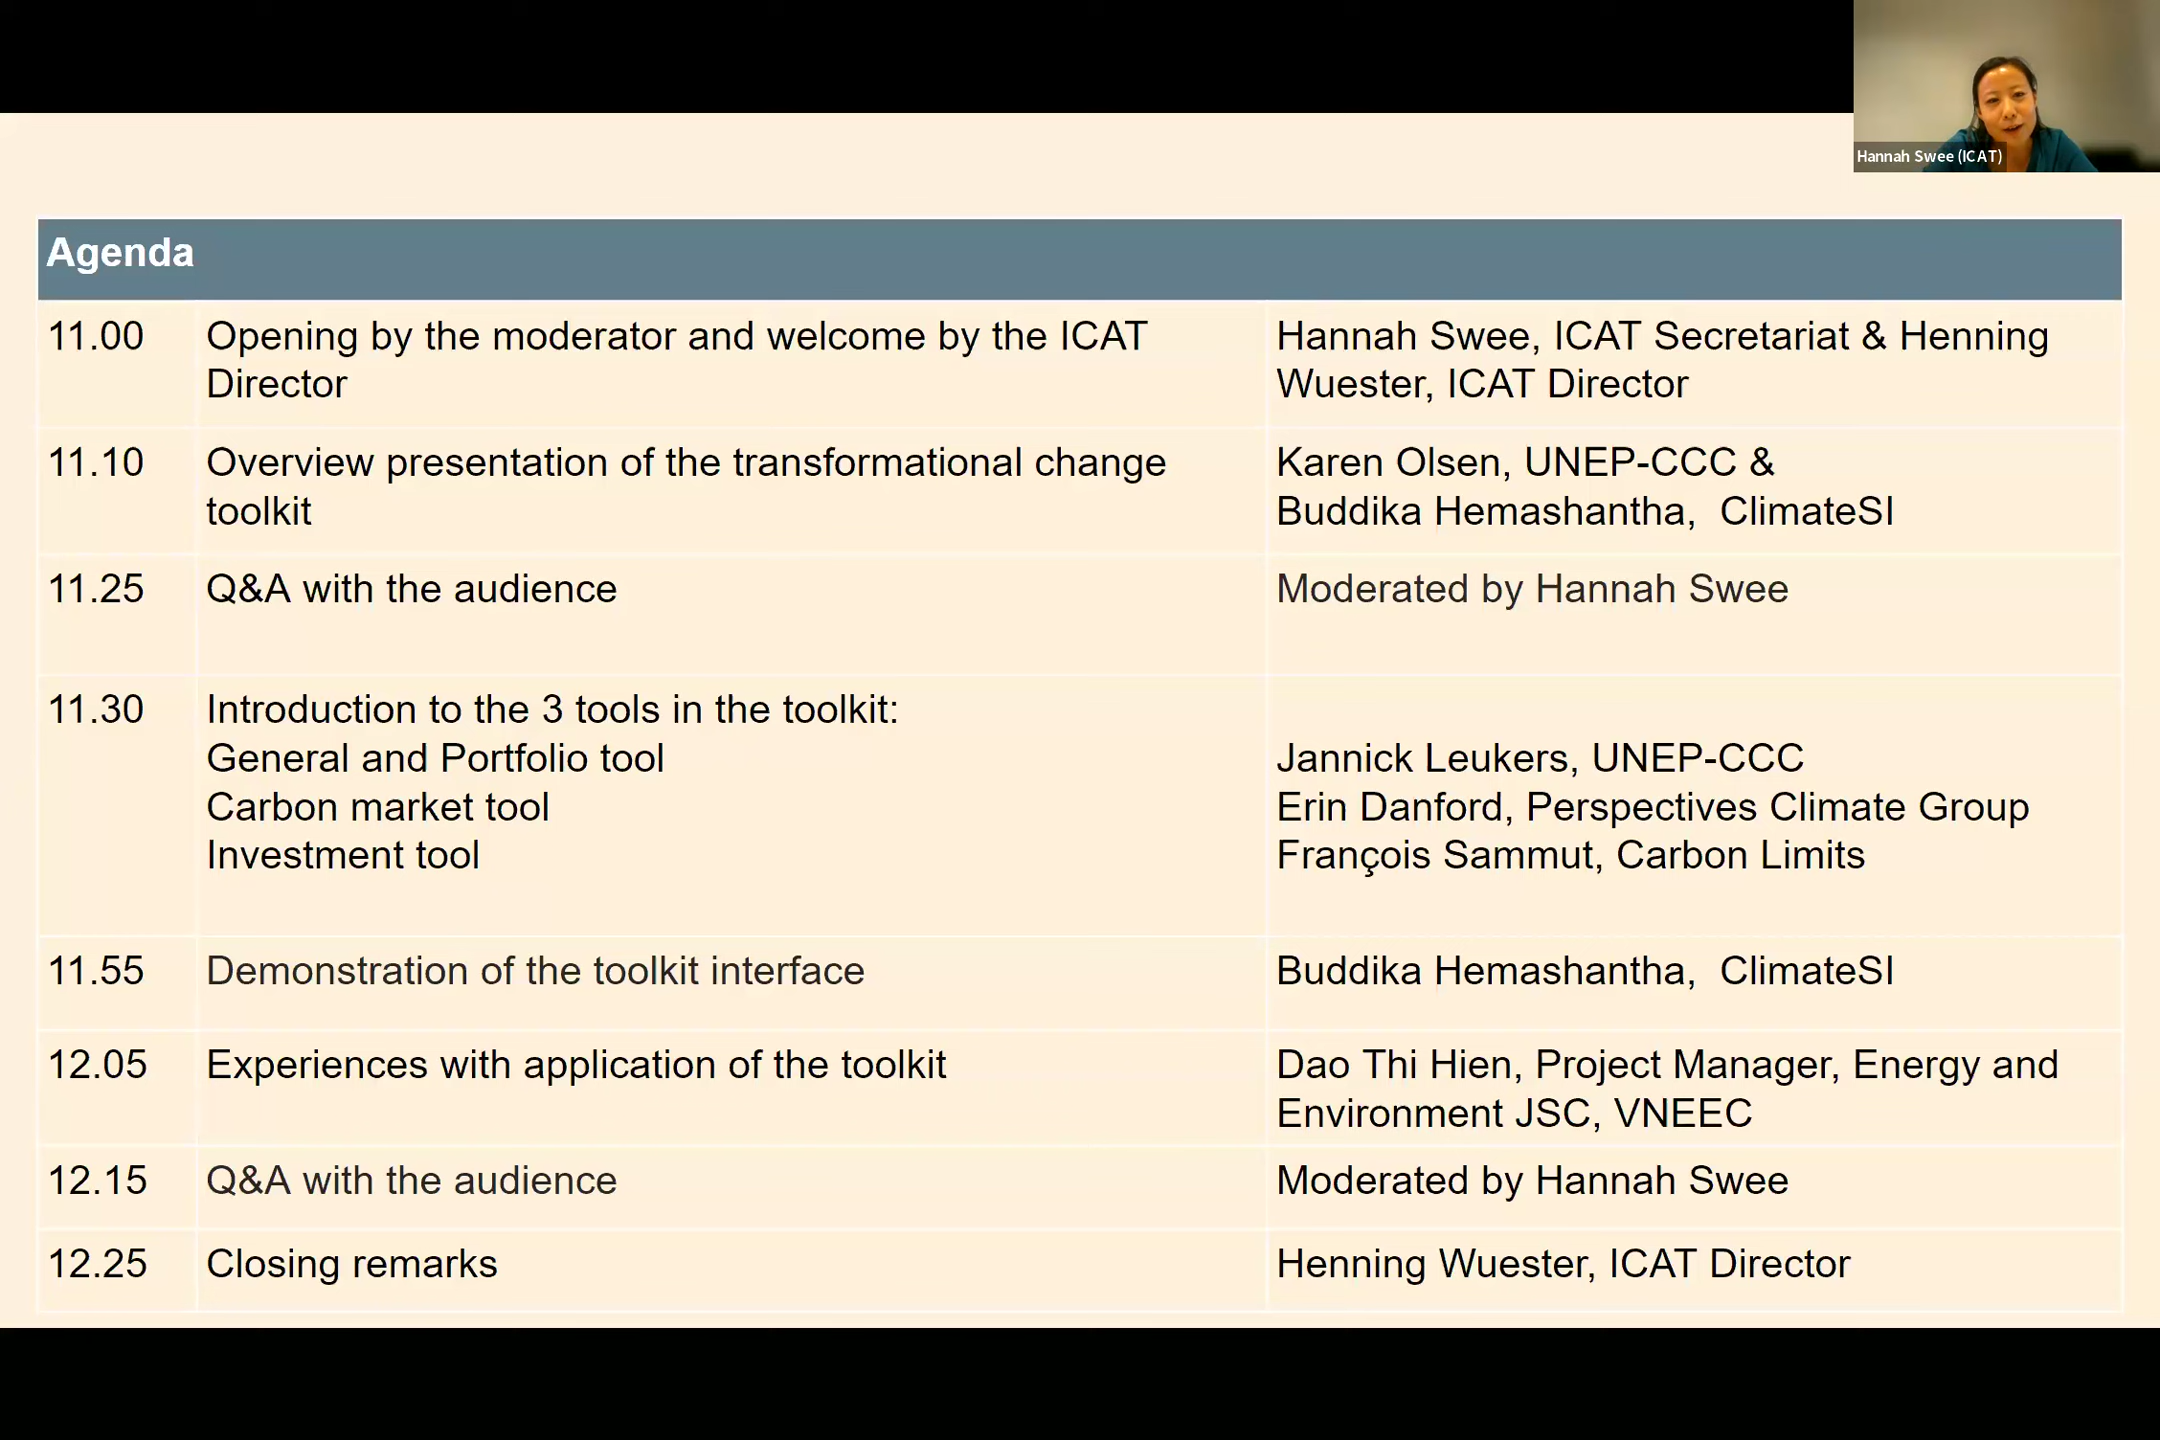 Hannah Swee (ICAT)
Agenda
11.00
Opening by the moderator and welcome by the ICAT
Director
Hannah Swee, ICAT Secretariat & Henning
Wuester, ICAT Director
11.10
Overview presentation of the transformational change
toolkit
Karen Olsen, UNEP-CCC &
Buddika Hemashantha,  ClimateSI
11.25
Q&A with the audience
Moderated by Hannah Swee
11.30
Introduction to the 3 tools in the toolkit:
General and Portfolio tool
Carbon market tool
Investment tool
Jannick Leukers, UNEP-CCC
Erin Danford, Perspectives Climate Group
François Sammut, Carbon Limits
11.55
Demonstration of the toolkit interface
Buddika Hemashantha,  ClimateSI
12.05
Experiences with application of the toolkit
Dao Thi Hien, Project Manager, Energy and
Environment JSC, VNEEC
12.15
Q&A with the audience
Moderated by Hannah Swee
12.25
Closing remarks
Henning Wuester, ICAT Director